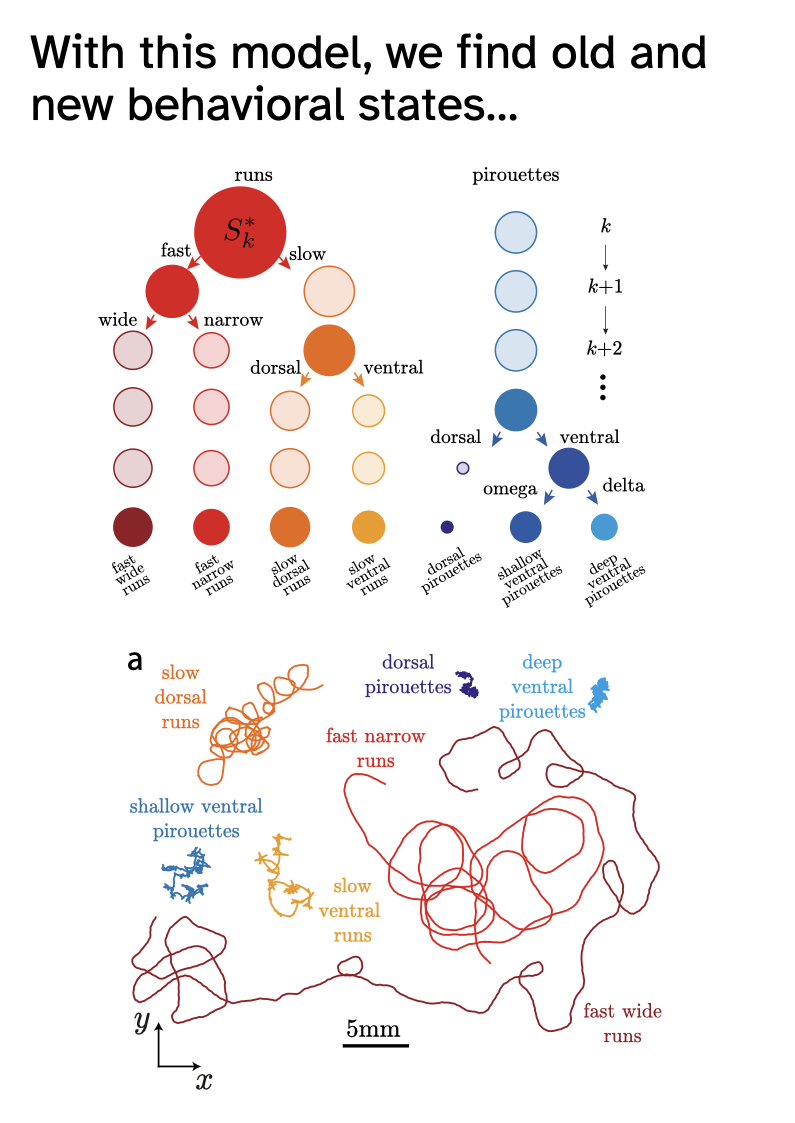 With this model, we find old and
new behavioral states...
runs
pirouettes
S*k
k
fast
slow
k+1
wide
narrow
k+2
dorsal
ventral
dorsal
ventral
omega
delta
fast
wide
runs
fast
narrow
runs
slow
dorsal
runs
slow
ventral
runs
dorsal
pirouettes
shallow
ventral
pirouettes
deep
ventral
pirouettes
a
slow
dorsal
runs
dorsal
pirouettes
deep
ventral
pirouettes
fast narrow
runs
shallow ventral
pirouettes
slow
ventral
runs
fast wide
runs
y
5mm
x